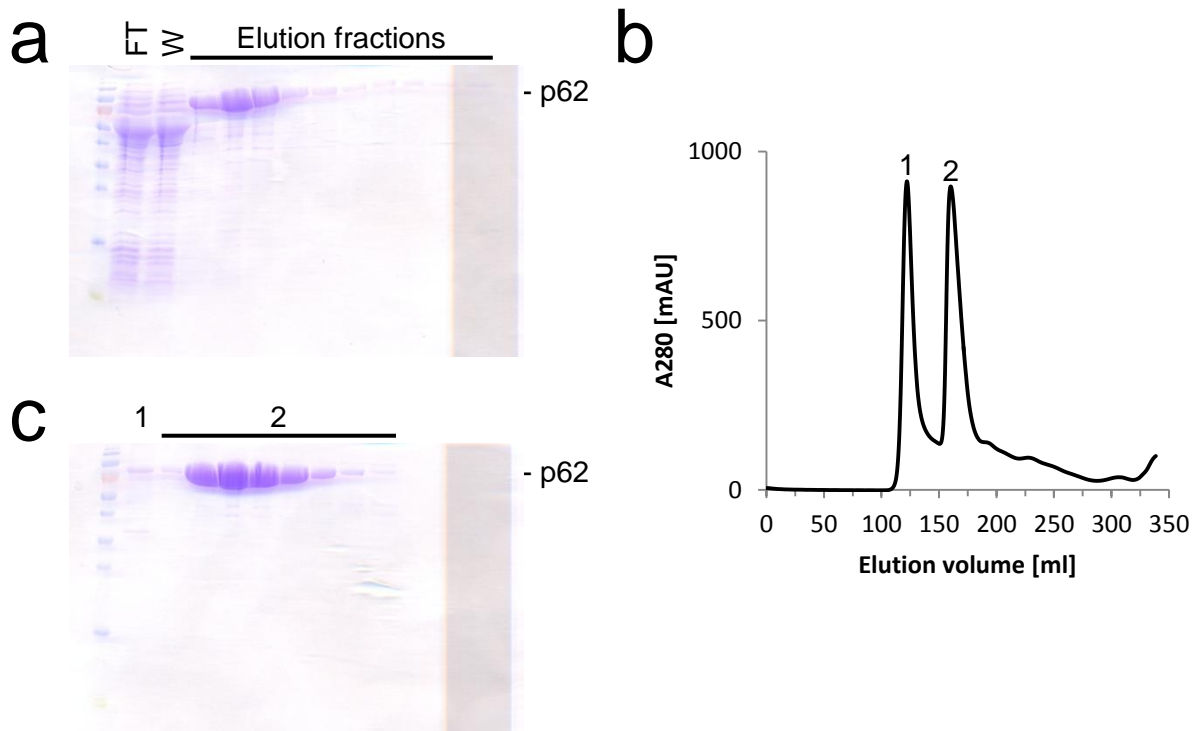 a
FT
W
Elution fractions
- p62
b
1000
500
0
A280 [mAU]
1
2
0 50 100 150 200 250 300 350
Elution volume [ml]
c
1
2
- p62